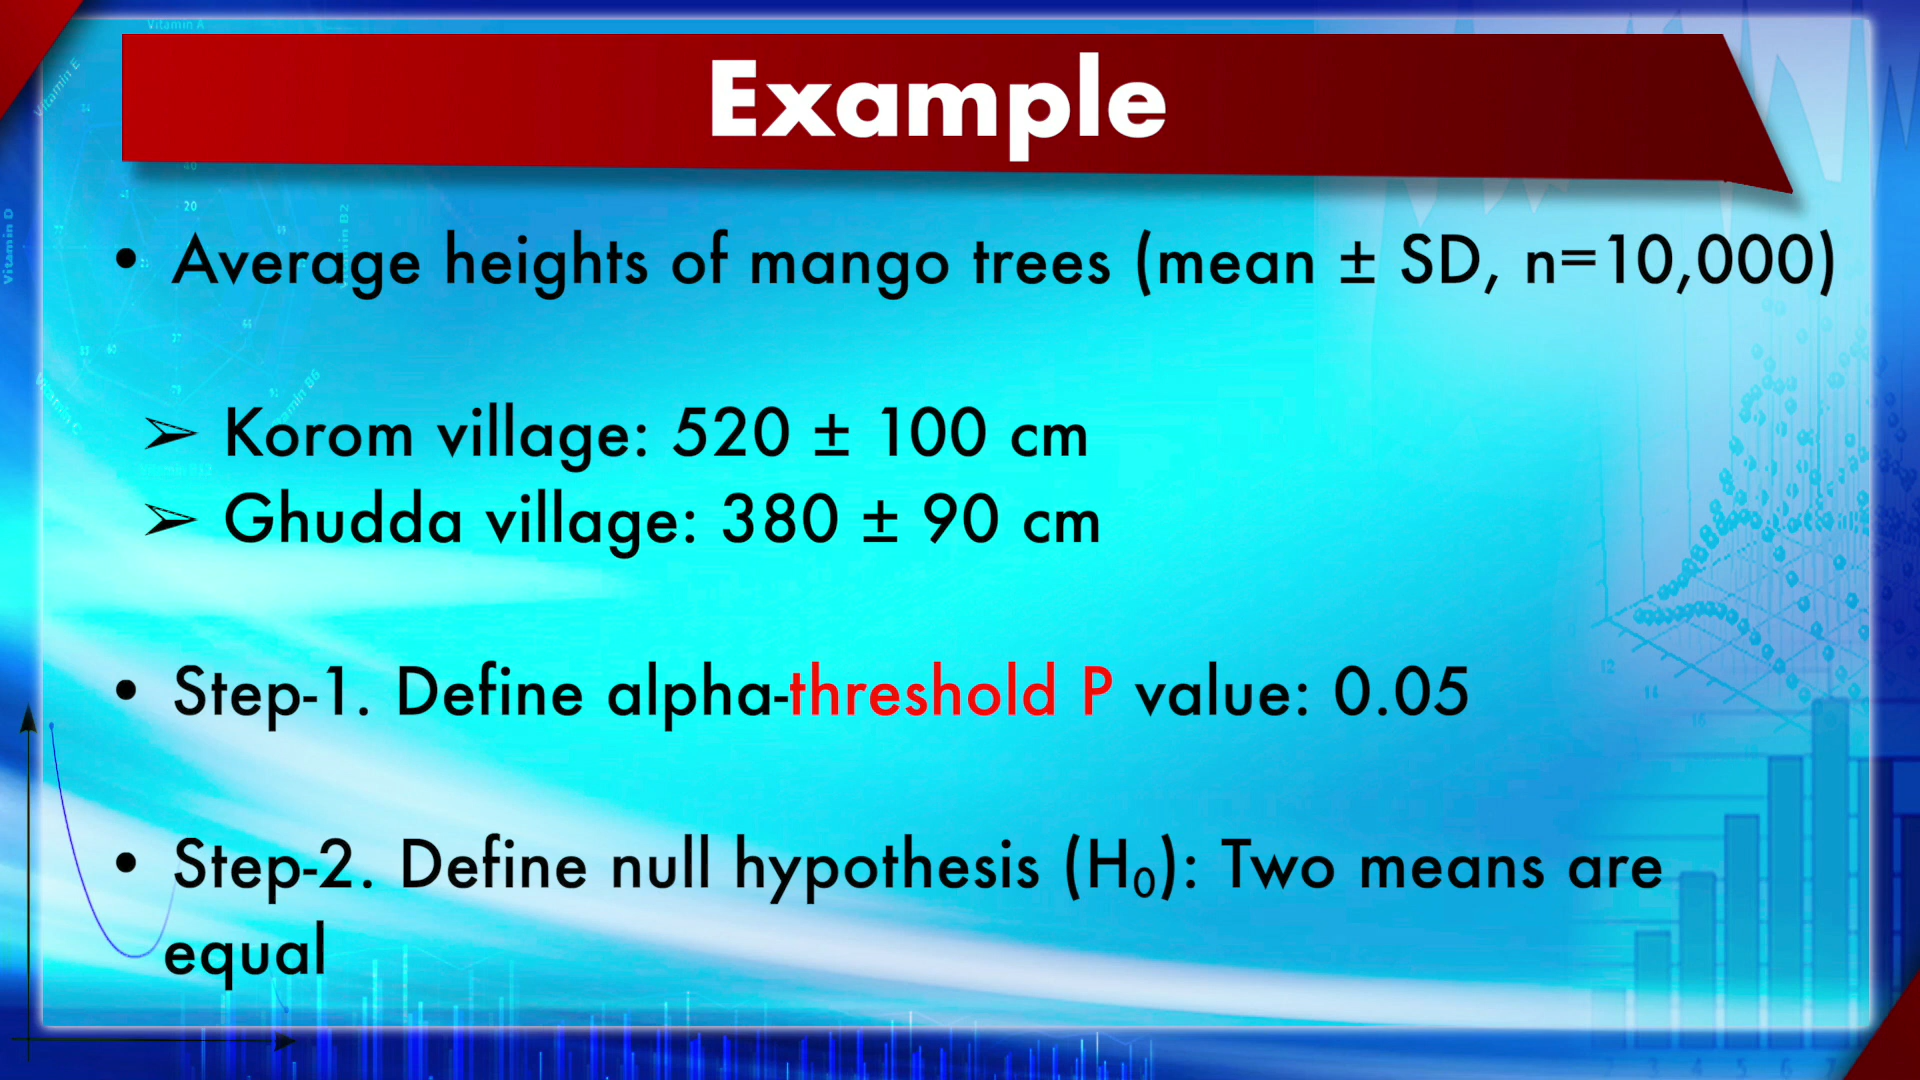 Example
• Average heights of mango trees (mean ± SD, n=10,000)
➢ Korom village: 520 ± 100 cm
➢ Ghudda village: 380 ± 90 cm
• Step-1. Define alpha-threshold P value: 0.05
• Step-2. Define null hypothesis (H₀): Two means are
equal